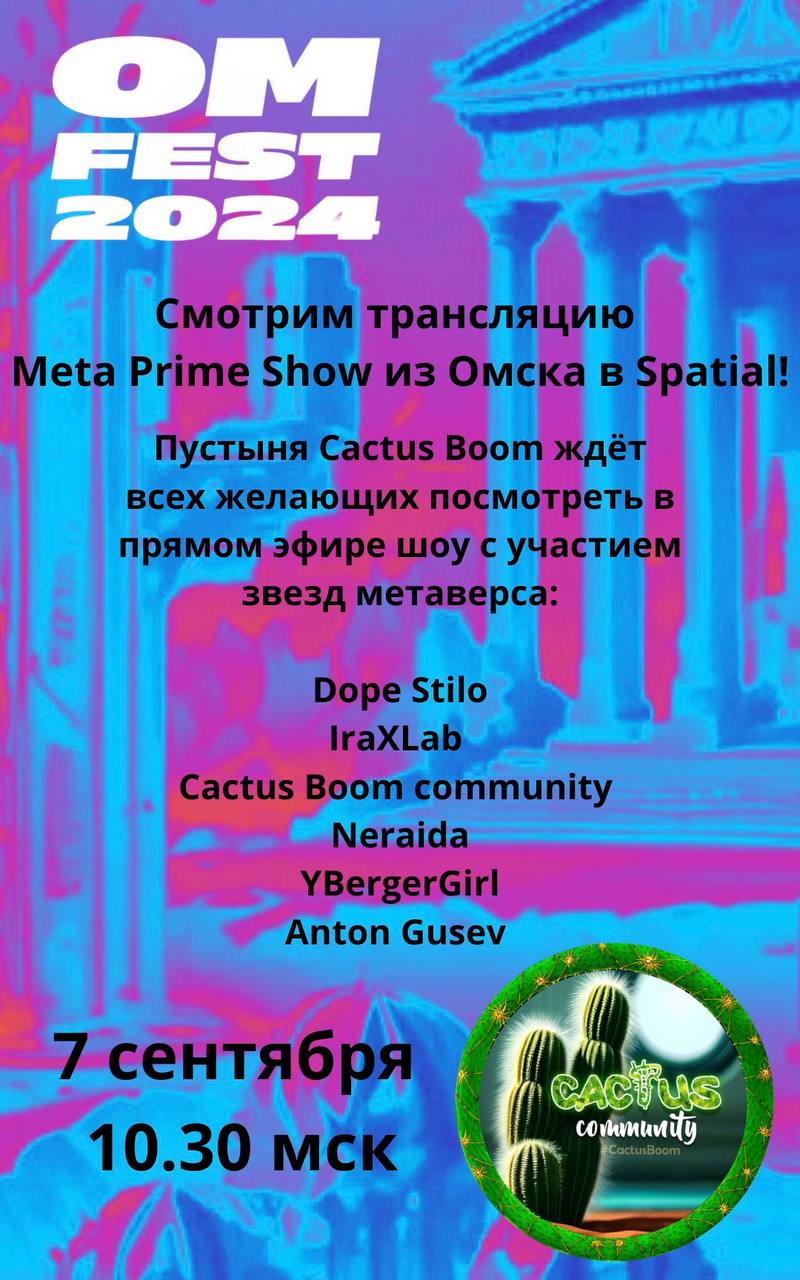 OM
FEST
2024
Смотрим трансляцию
Meta Prime Show из Омска в Spatial!
Пустыня Cactus Boom ждёт
всех желающих посмотреть в
прямом эфире шоу с участием
звезд метаверса:
Dope Stilo
IraXLab
Cactus Boom community
Neraida
YBergerGirl
Anton Gusev
7 сентября
10.30 мск
CACTUS
community
#CactusBoom